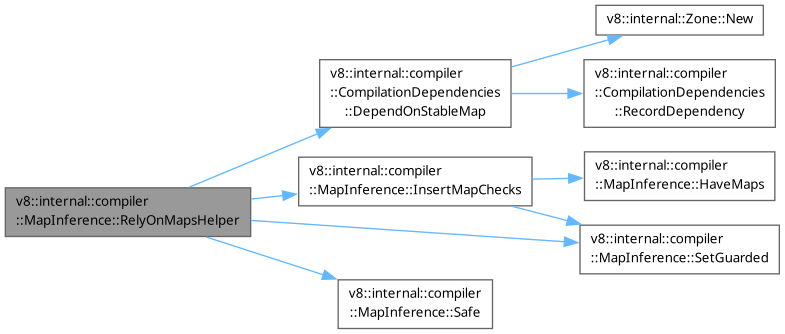 v8::internal::compiler
::MapInference::RelyOnMapsHelper
v8::internal::compiler
::CompilationDependencies
::DependOnStableMap
v8::internal::Zone::New
v8::internal::compiler
::CompilationDependencies
::RecordDependency
v8::internal::compiler
::MapInference::InsertMapChecks
v8::internal::compiler
::MapInference::HaveMaps
v8::internal::compiler
::MapInference::SetGuarded
v8::internal::compiler
::MapInference::Safe